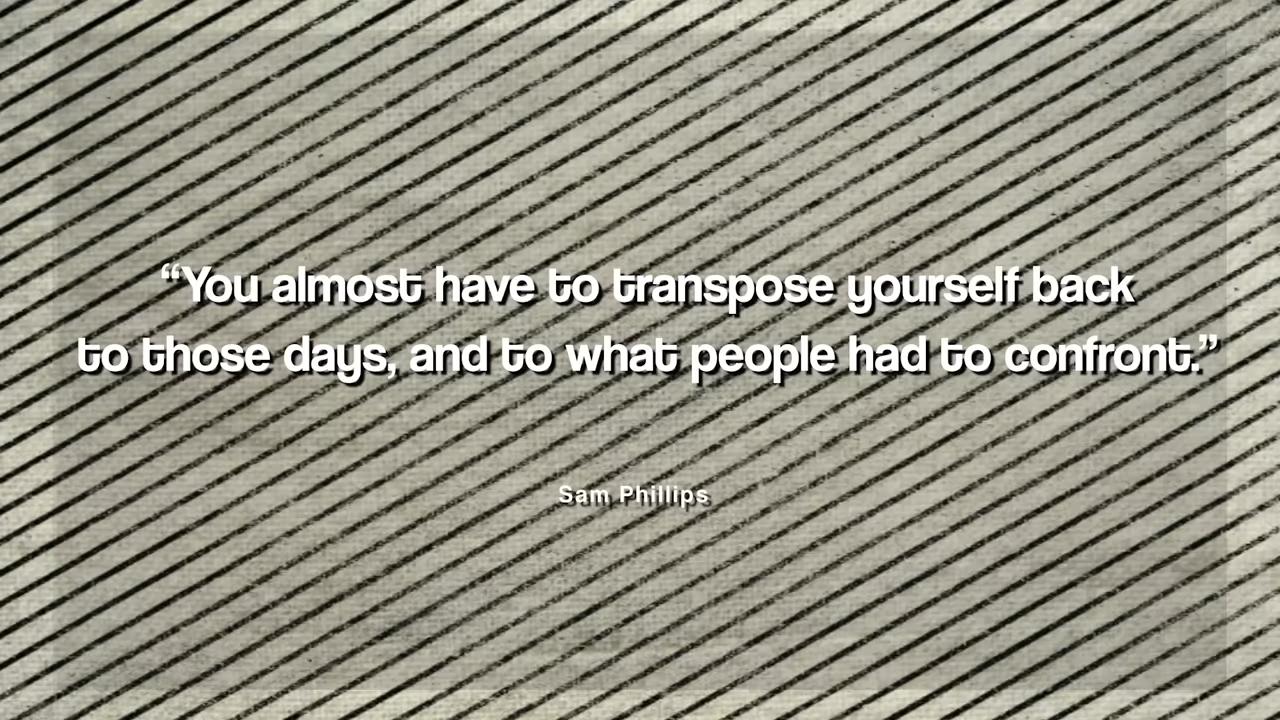 “You almost have to transpose yourself back
to those days, and to what people had to confront.”
Sam Phillips